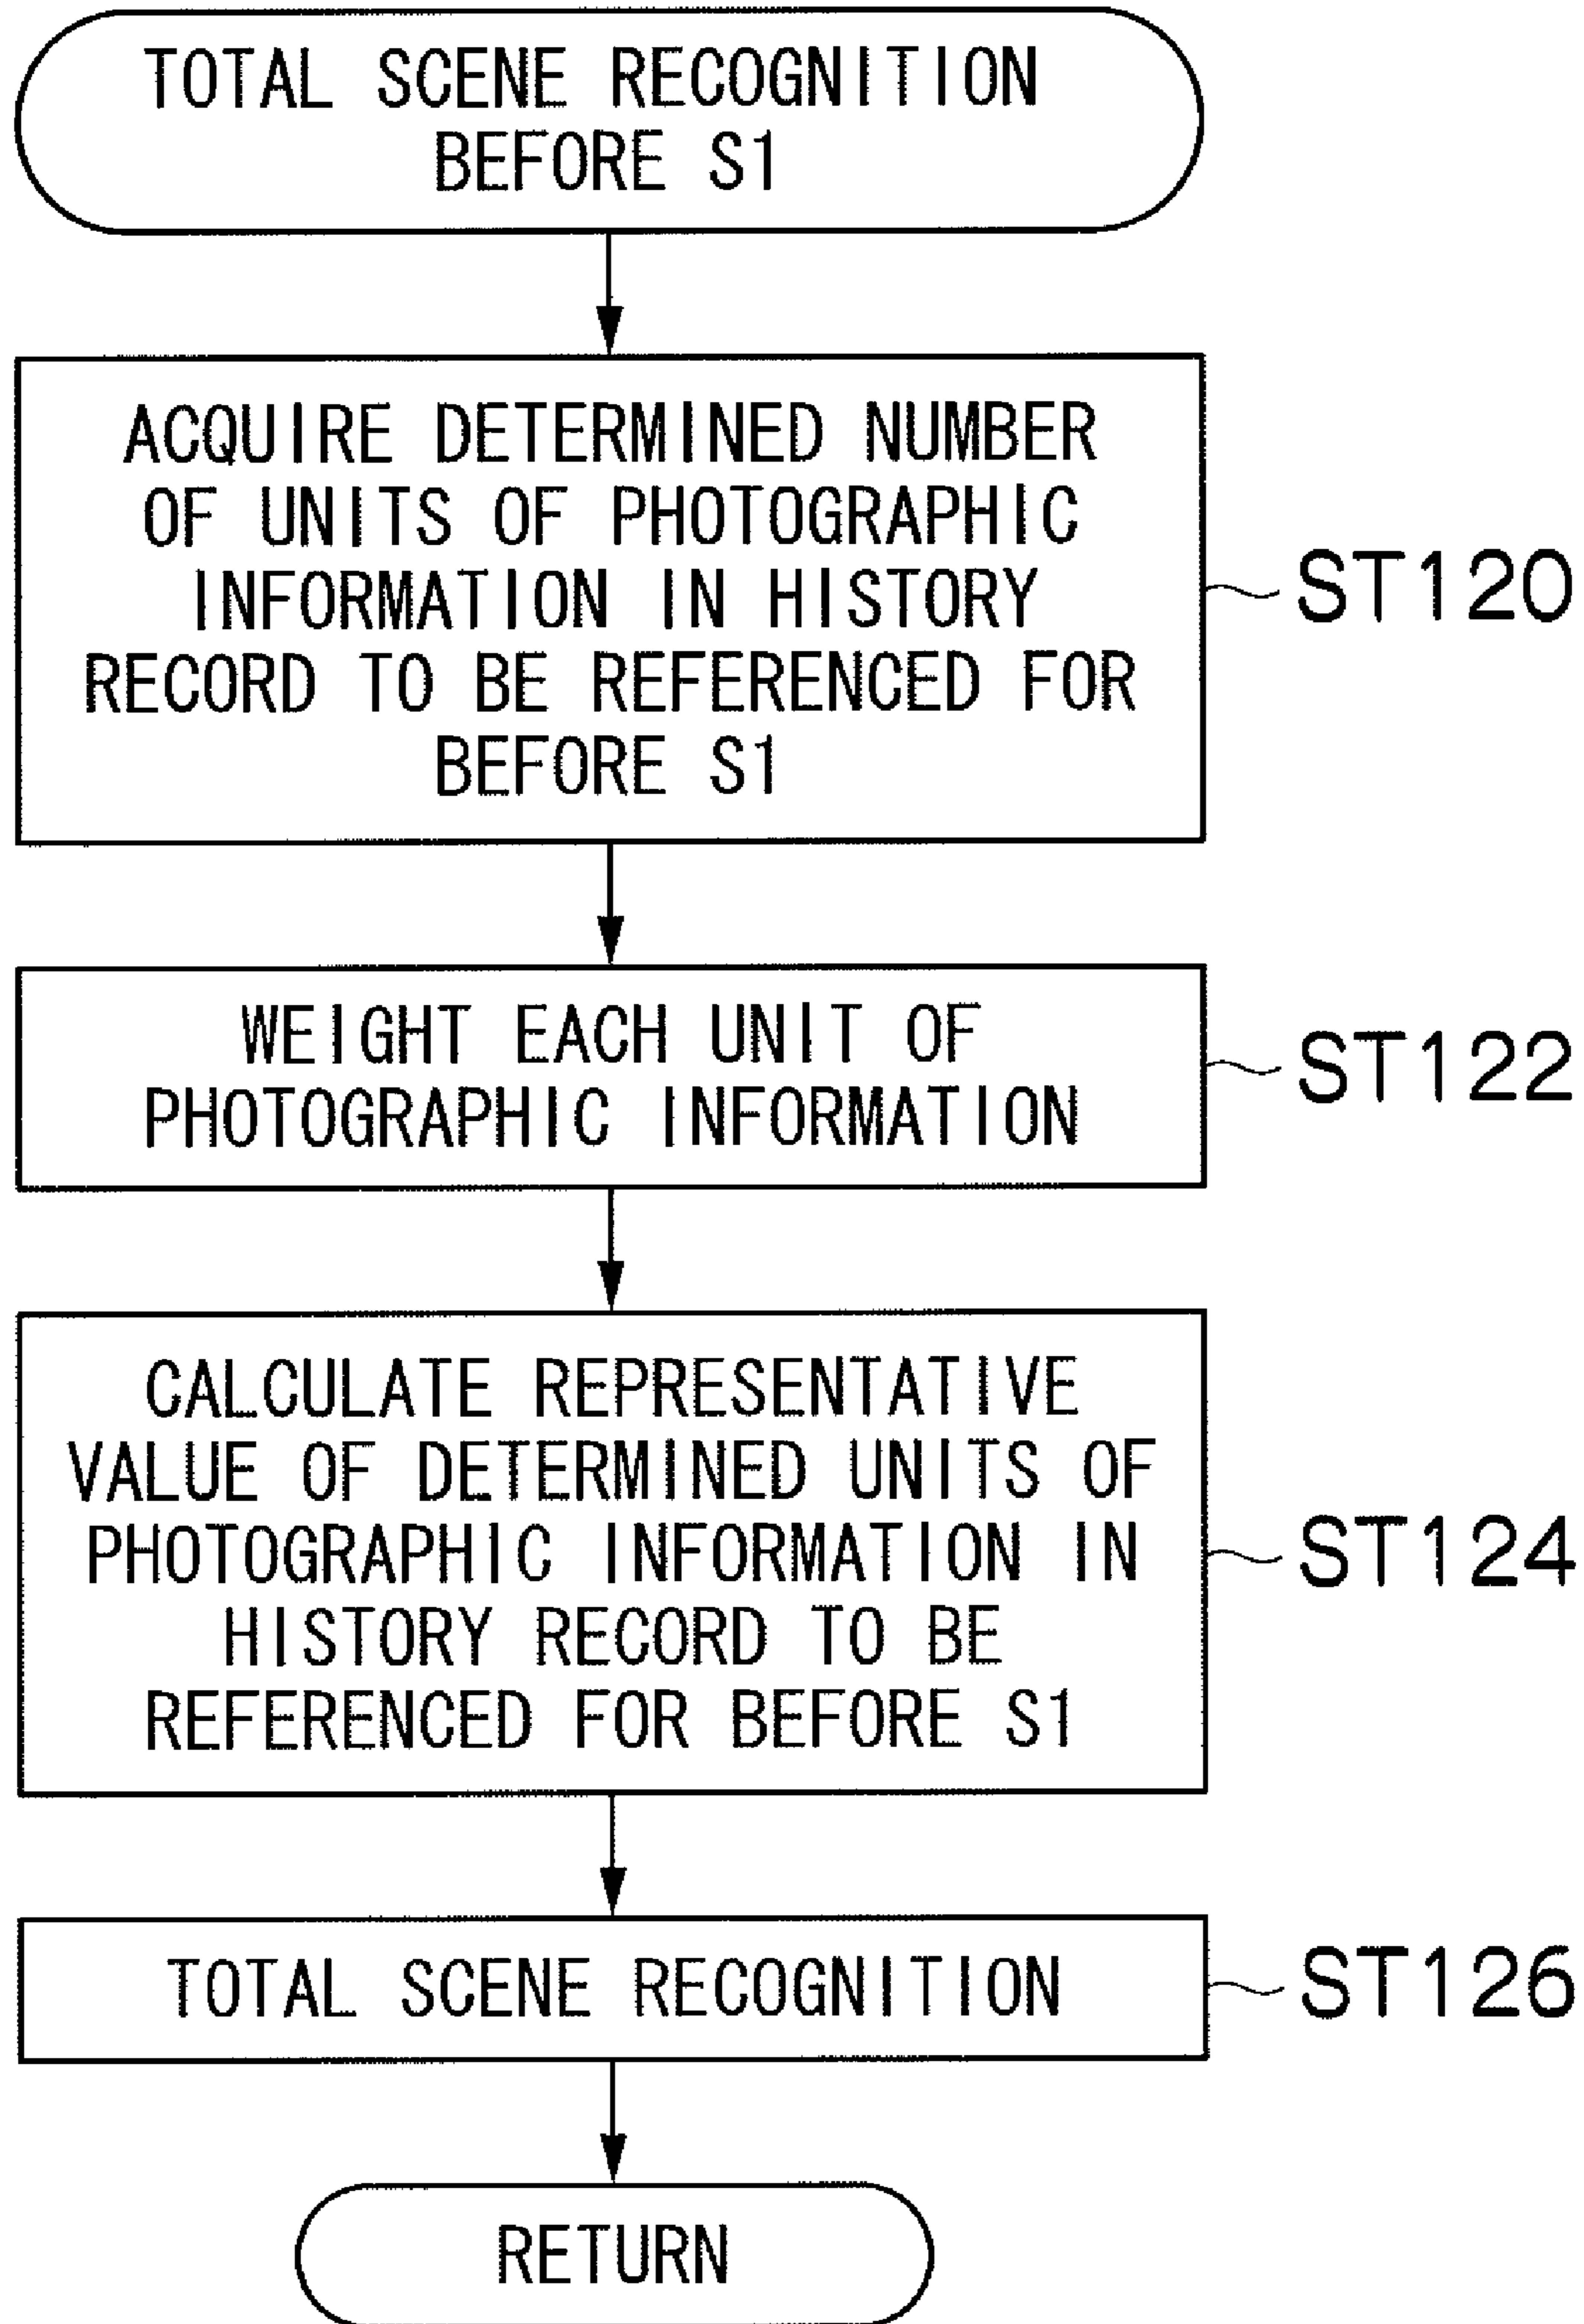 TOTAL SCENE RECOGNITION
BEFORE S1
ACQUIRE DETERMINED NUMBER
OF UNITS OF PHOTOGRAPHIC
INFORMATION IN HISTORY
RECORD TO BE REFERENCED FOR
BEFORE S1
ST120
WEIGHT EACH UNIT OF
PHOTOGRAPHIC INFORMATION
ST122
CALCULATE REPRESENTATIVE
VALUE OF DETERMINED UNITS OF
PHOTOGRAPHIC INFORMATION IN
HISTORY RECORD TO BE
REFERENCED FOR BEFORE S1
ST124
TOTAL SCENE RECOGNITION
ST126
RETURN